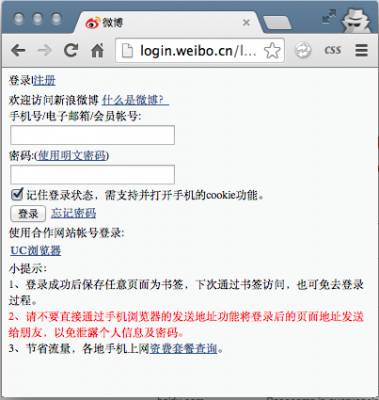 微博
login.weibo.cn/l...
CSS
登录|注册
欢迎访问新浪微博 什么是微博?
手机号/电子邮箱/会员帐号:
密码:(使用明文密码)
记住登录状态，需支持并打开手机的cookie功能。
登录 忘记密码
使用合作网站帐号登录:
UC浏览器
小提示:
1、登录成功后保存任意页面为书签，下次通过书签访问，也可免去登录
过程。
2、请不要直接通过手机浏览器的发送地址功能将登录后的页面地址发送
给朋友，以免泄露个人信息及密码。
3、节省流量，各地手机上网资费套餐查询。